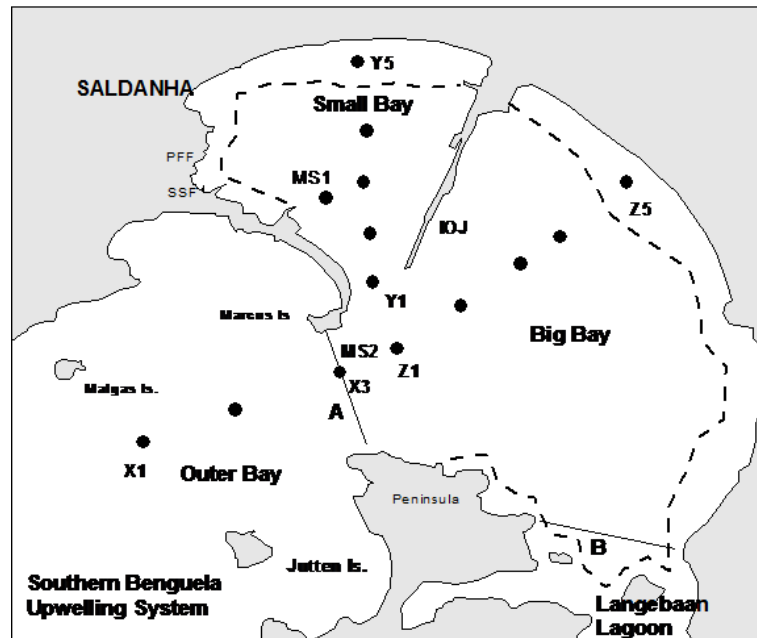 Y5
SALDANHA
Small Bay
PFF
MS1
SSF
Z5
IOJ
Y1
Marcus Is.
Big Bay
MS2
Z1
X3
Malgas Is.
A
X1
Outer Bay
Peninsula
B
Jutten Is.
Southern Benguela
Upwelling System
Langebaan
Lagoon